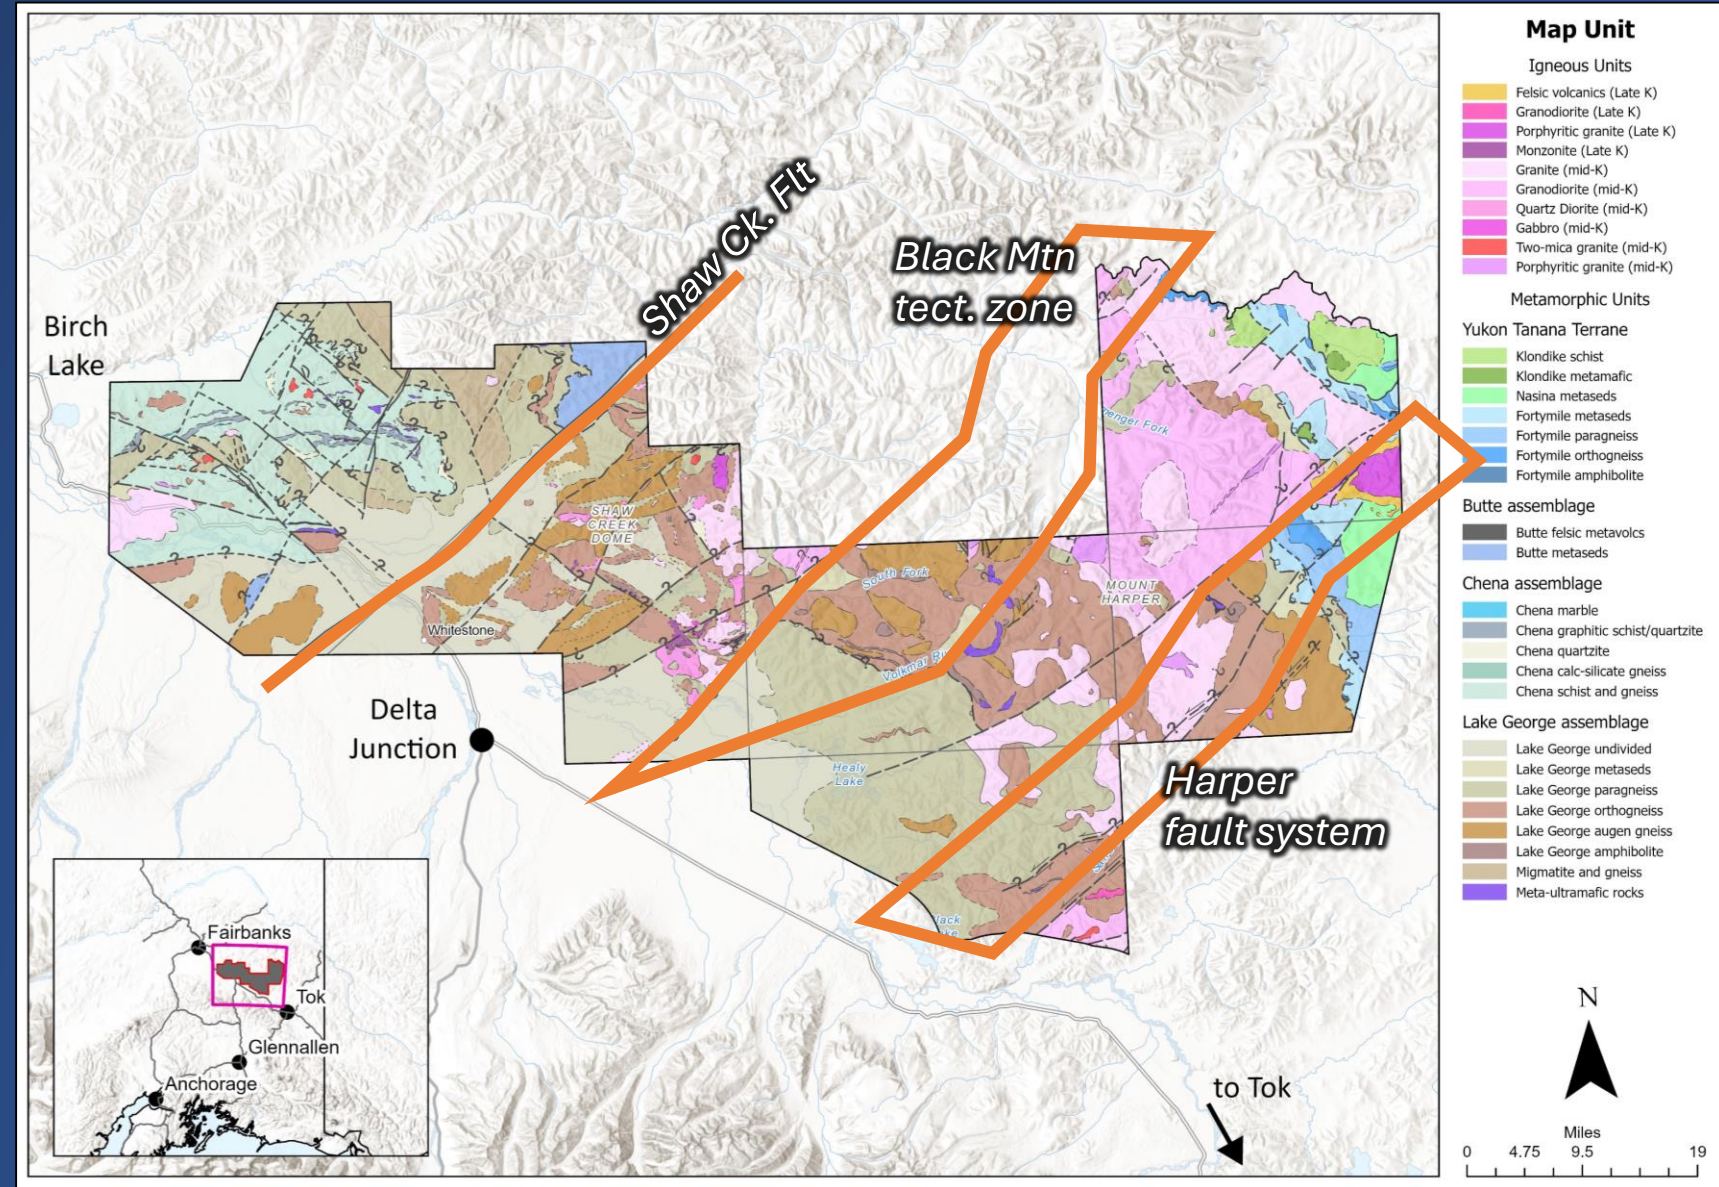 Shaw Ck. Flt
Black Mtn
tect. zone
Birch
Lake
SHAW
CREEK
DOME
South Fork
MOUNT
HARPER
Whitestone
Delta
Junction
Healy
Lake
Harper
fault system
to Tok
Fairbanks
Tok
Glennallen
Anchorage
Map Unit
Igneous Units
Felsic volcanics (Late K)
Granodiorite (Late K)
Porphyritic granite (Late K)
Monzonite (Late K)
Granite (mid-K)
Granodiorite (mid-K)
Quartz Diorite (mid-K)
Gabbro (mid-K)
Two-mica granite (mid-K)
Porphyritic granite (mid-K)
Metamorphic Units
Yukon Tanana Terrane
Klondike schist
Klondike metamafic
Nasina metaseds
Fortymile metaseds
Fortymile paragneiss
Fortymile orthogneiss
Fortymile amphibolite
Butte assemblage
Butte felsic metavolcs
Butte metaseds
Chena assemblage
Chena marble
Chena graphitic schist/quartzite
Chena quartzite
Chena calc-silicate gneiss
Chena schist and gneiss
Lake George assemblage
Lake George undivided
Lake George metaseds
Lake George paragneiss
Lake George orthogneiss
Lake George augen gneiss
Lake George amphibolite
Migmatite and gneiss
Meta-ultramafic rocks
N
Miles
0 4.75 9.5 19